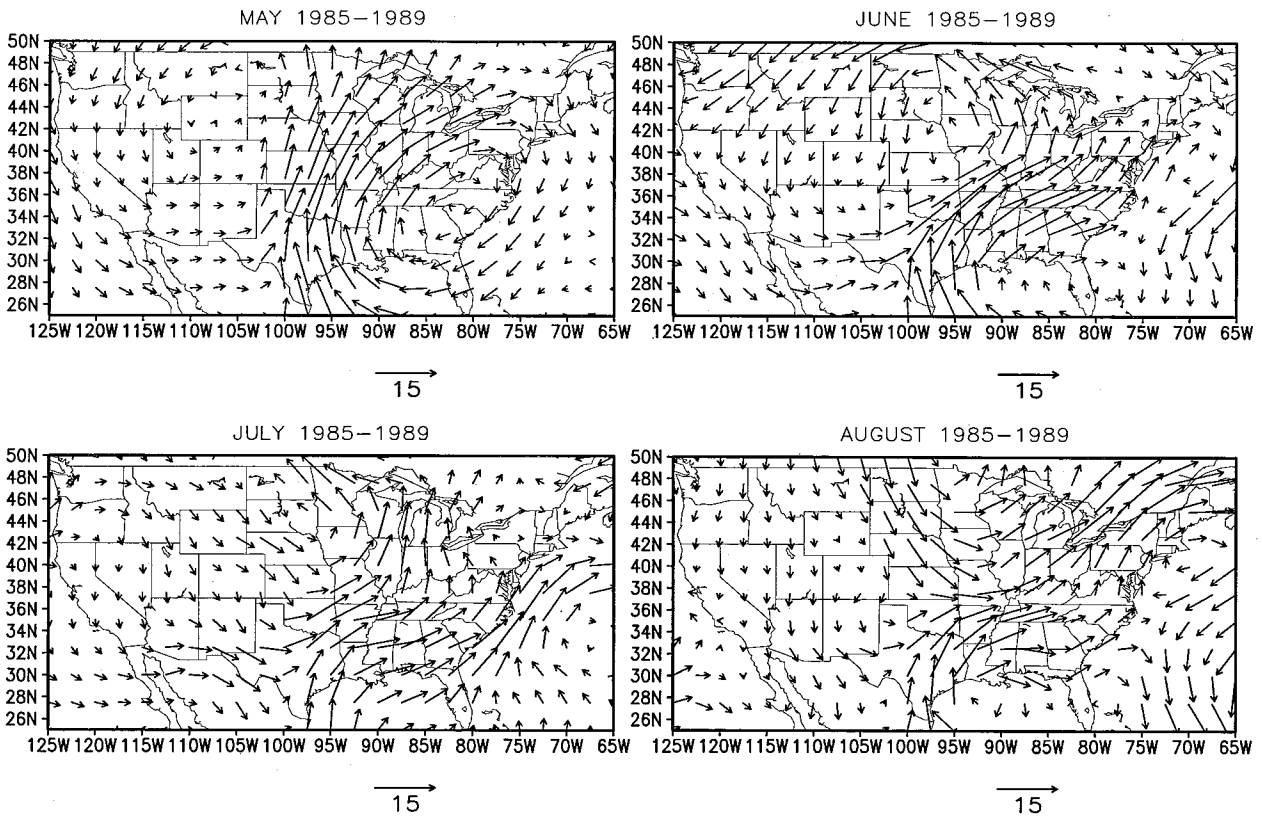 MAY 1985-1989
50N
48N
46N
44N
42N
40N
38N
36N
34N
32N
30N
28N
26N
125W 120W 115W 110W 105W 100W 95W 90W 85W 80W 75W 70W 65W
15
JUNE 1985-1989
50N
48N
46N
44N
42N
40N
38N
36N
34N
32N
30N
28N
26N
125W 120W 115W 110W 105W 100W 95W 90W 85W 80W 75W 70W 65W
15
JULY 1985-1989
50N
48N
46N
44N
42N
40N
38N
36N
34N
32N
30N
28N
26N
125W 120W 115W 110W 105W 100W 95W 90W 85W 80W 75W 70W 65W
15
AUGUST 1985-1989
50N
48N
46N
44N
42N
40N
38N
36N
34N
32N
30N
28N
26N
125W 120W 115W 110W 105W 100W 95W 90W 85W 80W 75W 70W 65W
15